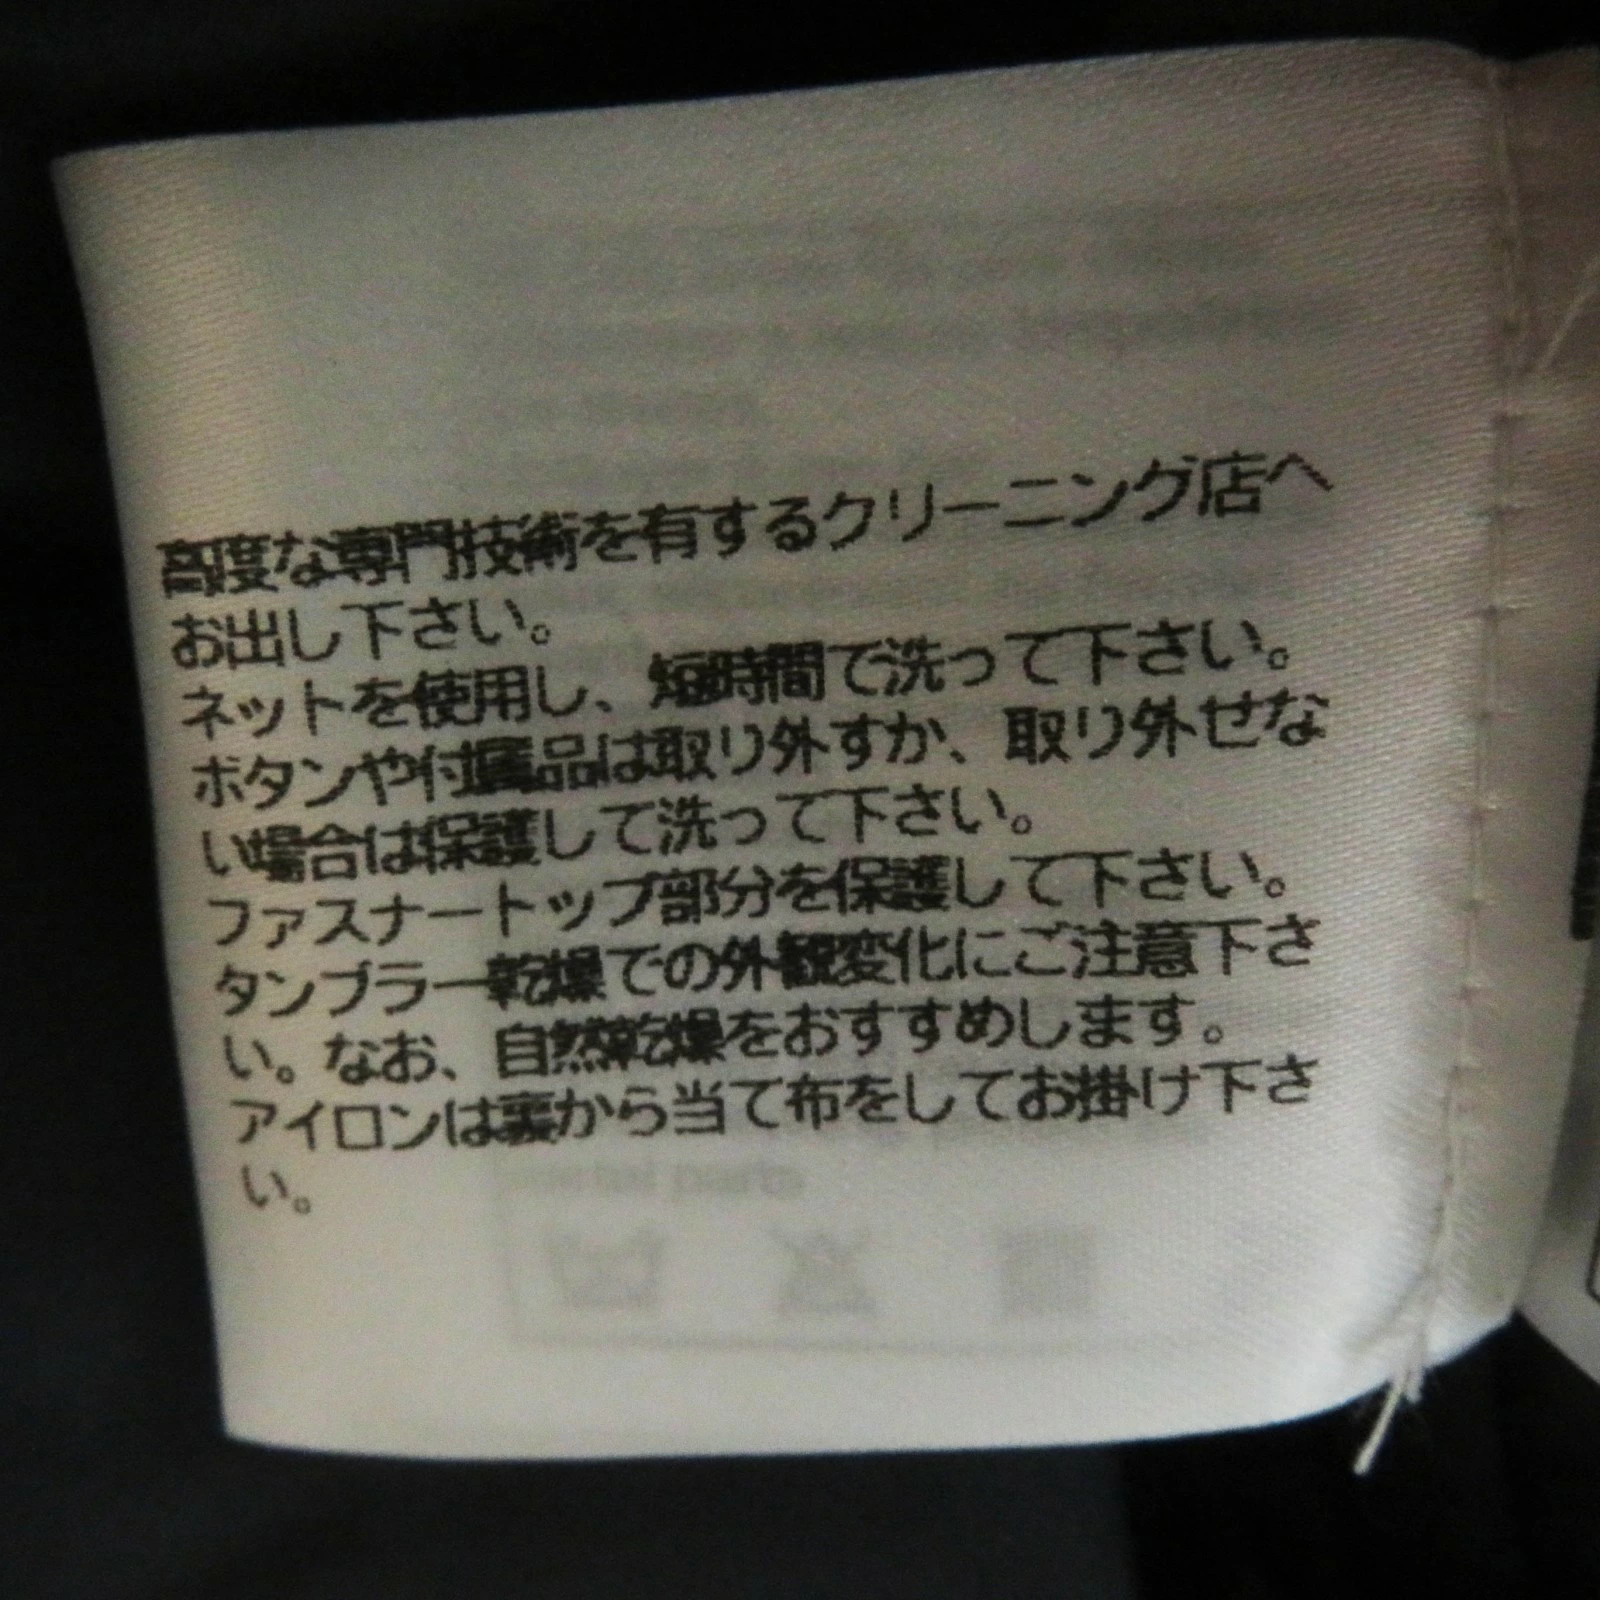 高度な専門技術を有するクリーニング店へ
お出し下さい。
ネットを使用し、短時間で洗って下さい。
ボタンや付属品は取り外すか、取り外せな
い場合は保護して洗って下さい。
ファスナートップ部分を保護して下さい。
タンブラー乾燥での外観変化にご注意下さ
い。なお、自然乾燥をおすすめします。
アイロンは裏から当て布をしてお掛け下さ
い。